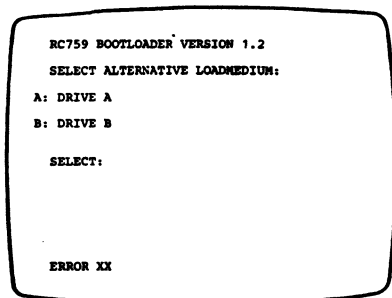 RC759 BOOTLOADER VERSION 1.2
SELECT ALTERNATIVE LOADMEDIUM:
A: DRIVE A
B: DRIVE B
SELECT:
ERROR XX